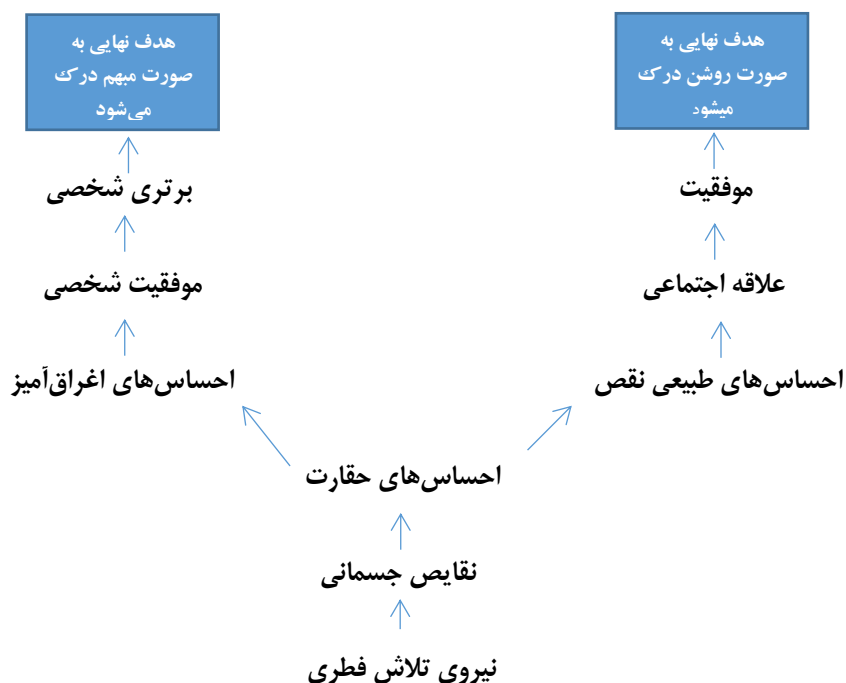 هدف نهایی به
صورت روشن درک
میشود
هدف نهایی به
صورت مبهم درک
می‌شود
موفقیت
برتری شخصی
علاقه اجتماعی
موفقیت شخصی
احساس‌های طبیعی نقص
احساس‌های اغراق‌آمیز
احساس‌های حقارت
نقایص جسمانی
نیروی تلاش فطری